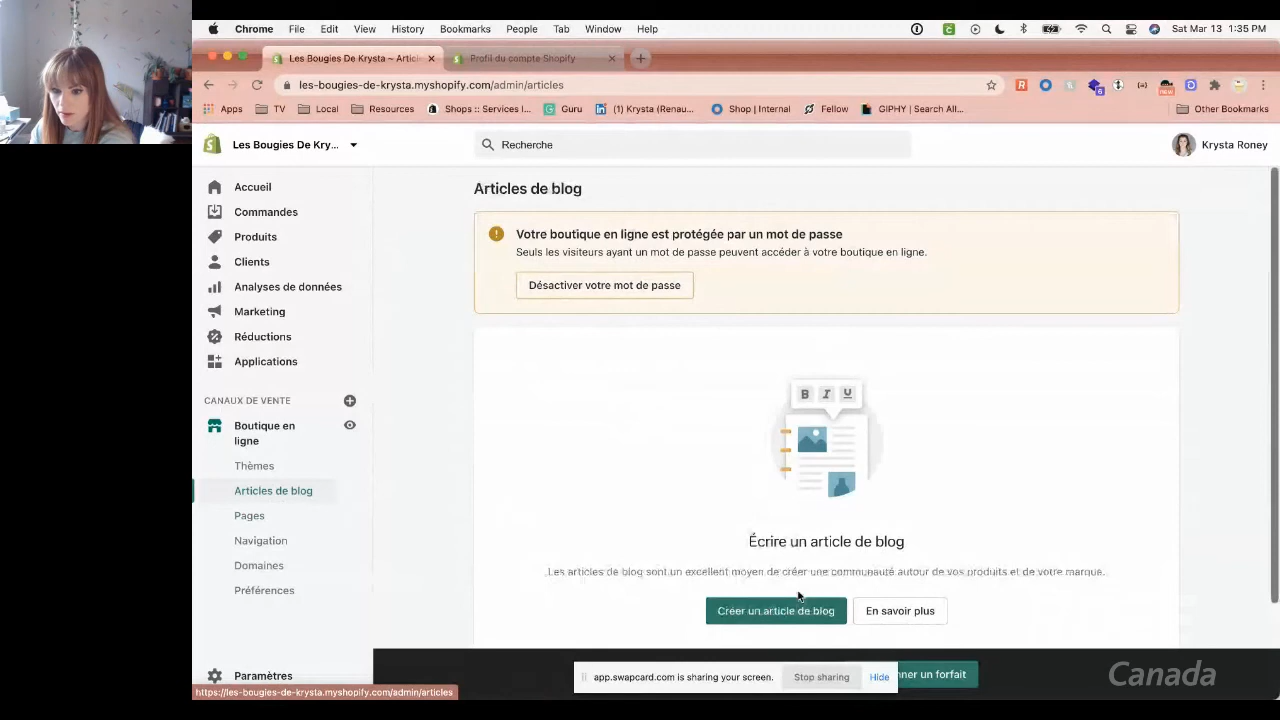 Chrome File Edit View History Bookmarks People Tab Window Help Sat Mar 13 1:35 PM
Les Bougies De Krysta ~ Article Profil du compte Shopify
les-bougies-de-krysta.myshopify.com/admin/articles
Apps TV Local Resources Shops :: Services I... Guru (1) Krysta (Renau... Shop | Internal Fellow GIPHY | Search All... Other Bookmarks
Les Bougies De Kry... Recherche Krysta Roney
Accueil
Commandes
Produits
Clients
Analyses de données
Marketing
Réductions
Applications
CANAUX DE VENTE
Boutique en
ligne
Thèmes
Articles de blog
Pages
Navigation
Domaines
Préférences
Paramètres
https://les-bougies-de-krysta.myshopify.com/admin/articles
Articles de blog
Votre boutique en ligne est protégée par un mot de passe
Seuls les visiteurs ayant un mot de passe peuvent accéder à votre boutique en ligne.
Désactiver votre mot de passe
B I U
Écrire un article de blog
Les articles de blog sont un excellent moyen de créer une communauté autour de vos produits et de votre marque.
Créer un article de blog En savoir plus
app.swapcard.com is sharing your screen. Stop sharing Hide
nner un forfait
Canada